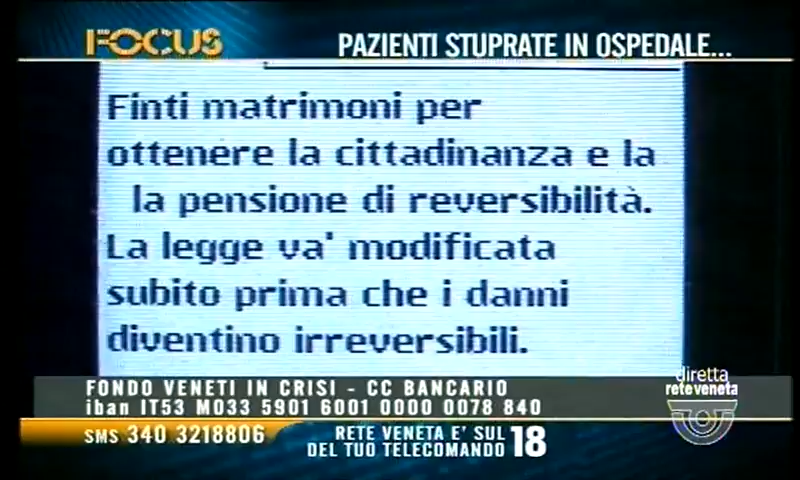 FOCUS
PAZIENTI STUPRATE IN OSPEDALE...
Finti matrimoni per
ottenere la cittadinanza e la
la pensione di reversibilità.
La legge va' modificata
subito prima che i danni
diventino irreversibili.
FONDO VENETI IN CRISI - CC BANCARIO
iban IT53 M033 5901 6001 0000 0078 840
diretta
reteveneta
SMS 340 3218806
RETE VENETA E' SUL
DEL TUO TELECOMANDO 18